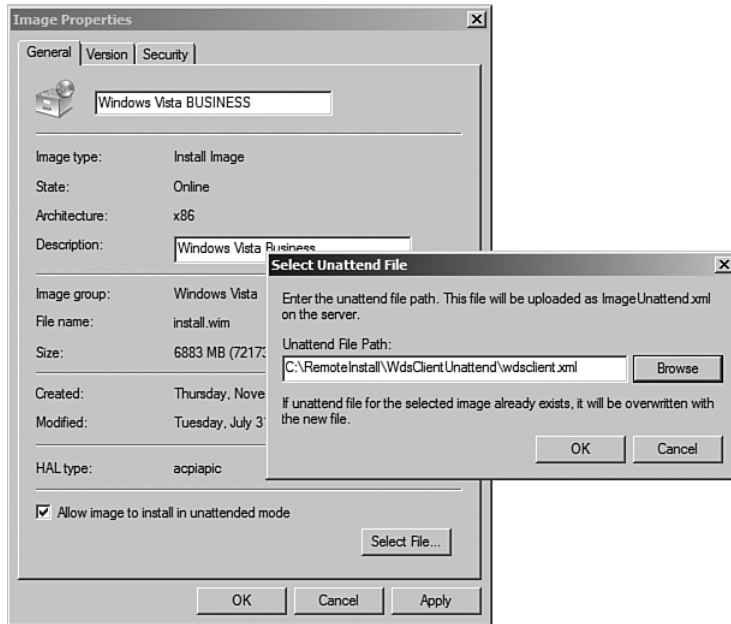 Image Properties
General Version Security
Windows Vista BUSINESS
Image type: Install Image
State: Online
Architecture: x86
Description: Windows Vista Business
Image group: Windows Vista
File name: install.wim
Size: 6883 MB (72173
Created: Thursday, Nove
Modified: Tuesday, July 31
HAL type: acpiapic
Allow image to install in unattended mode
Select File...
OK Cancel Apply
Select Unattend File
Enter the unattend file path. This file will be uploaded as ImageUnattend.xml
on the server.
Unattend File Path:
C:\RemoteInstall\WdsClientUnattend\wdsclient.xml Browse
If unattend file for the selected image already exists, it will be overwritten with
the new file.
OK Cancel